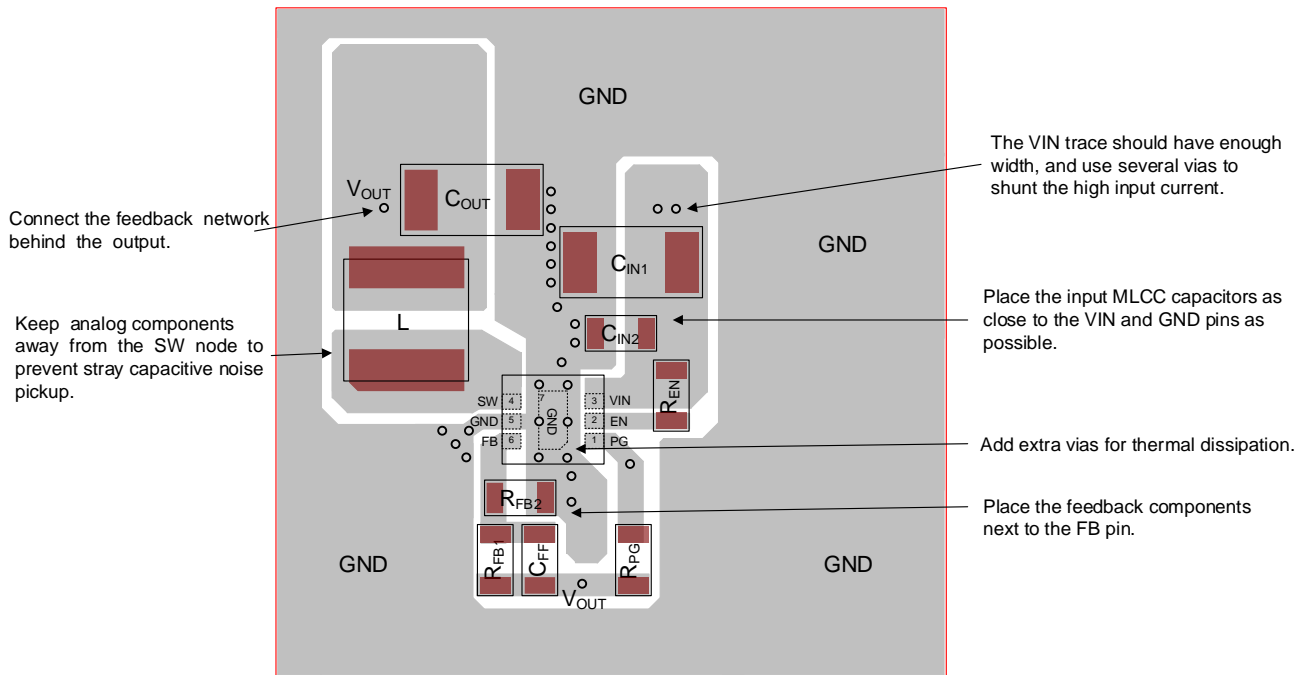 GND
The VIN trace should have enough
width, and use several vias to
shunt the high input current.
VOUT
COUT
Connect the feedback network
behind the output.
GND
CIN1
Place the input MLCC capacitors as
close to the VIN and GND pins as
possible.
Keep analog components
away from the SW node to
prevent stray capacitive noise
pickup.
L
CIN2
REN
SW 4 7 3 VIN
GND 5 GND 2 EN
FB 6 1 PG
Add extra vias for thermal dissipation.
RFB2
Place the feedback components
next to the FB pin.
GND
RFB1
CFF
RPG
GND
VOUT